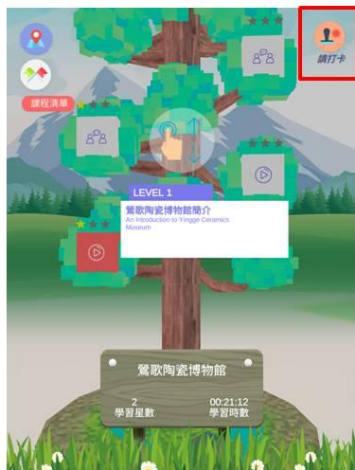 請打卡
課程清單
LEVEL 1
鶯歌陶瓷博物館簡介
An Introduction to Yingge Ceramics
Museum
鶯歌陶瓷博物館
2
學習星數
00:21:12
學習時數